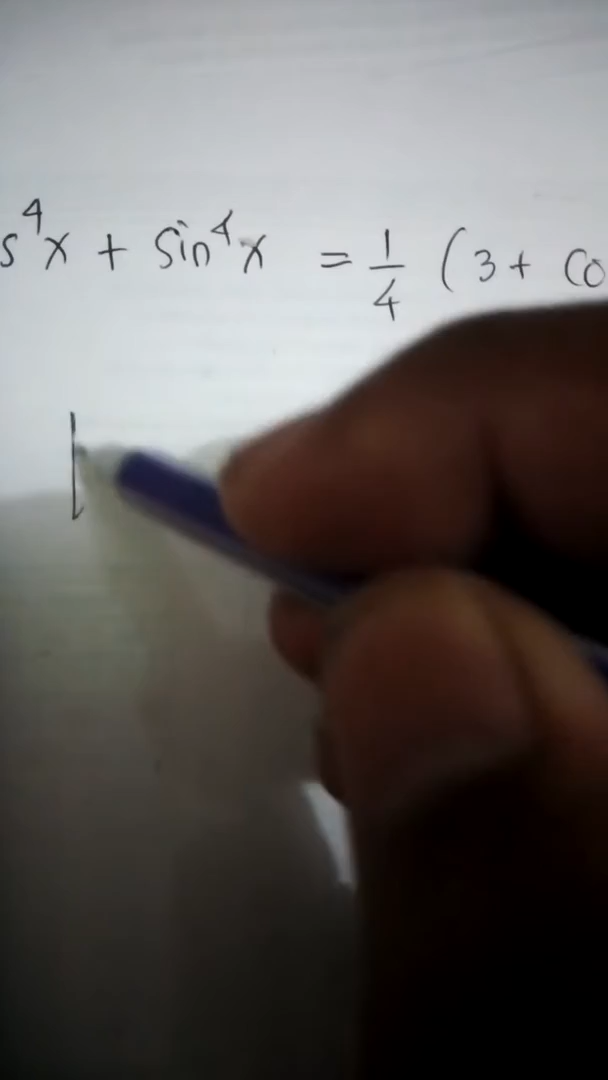 s⁴x + sin⁴x = 1/4 (3 + co